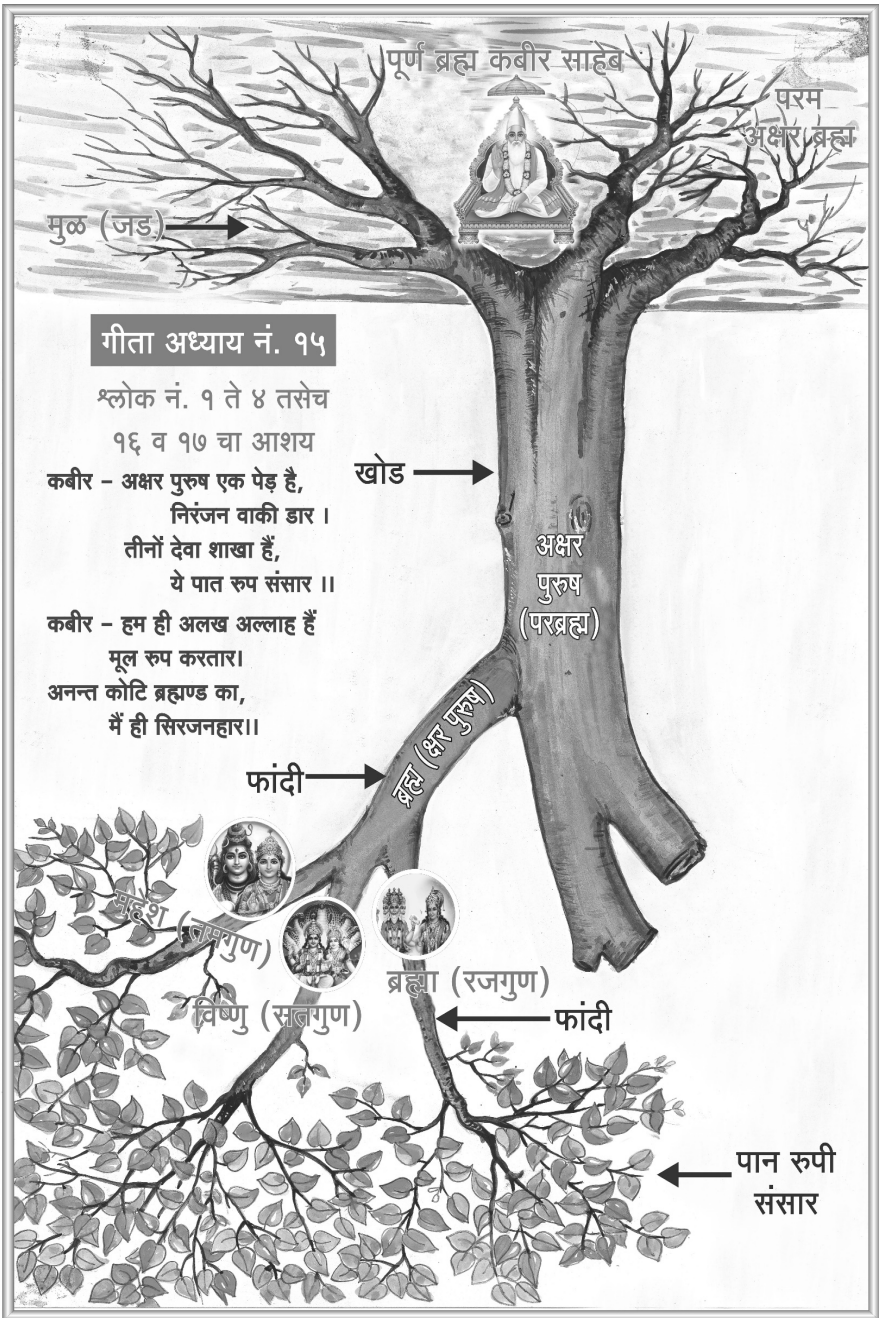 पूर्ण ब्रह्म कबीर साहेब
परम
अक्षर ब्रह्म
मुळ (जड)
गीता अध्याय नं. १५
श्लोक नं. १ ते ४ तसेच
१६ व १७ चा आशय
कबीर – अक्षर पुरुष एक पेड़ है,
निरंजन वाकी डार ।
तीनों देवा शाखा हैं,
ये पात रुप संसार ।।
कबीर – हम ही अलख अल्लाह हैं
मूल रुप करतार।
अनन्त कोटि ब्रह्मण्ड का,
मैं ही सिरजनहार।।
खोड
अक्षर
पुरुष
(परब्रह्म)
ब्रह्म (क्षर पुरुष)
फांदी
महेश (तमगुण)
विष्णु (सतगुण)
ब्रह्मा (रजगुण)
फांदी
पान रुपी
संसार